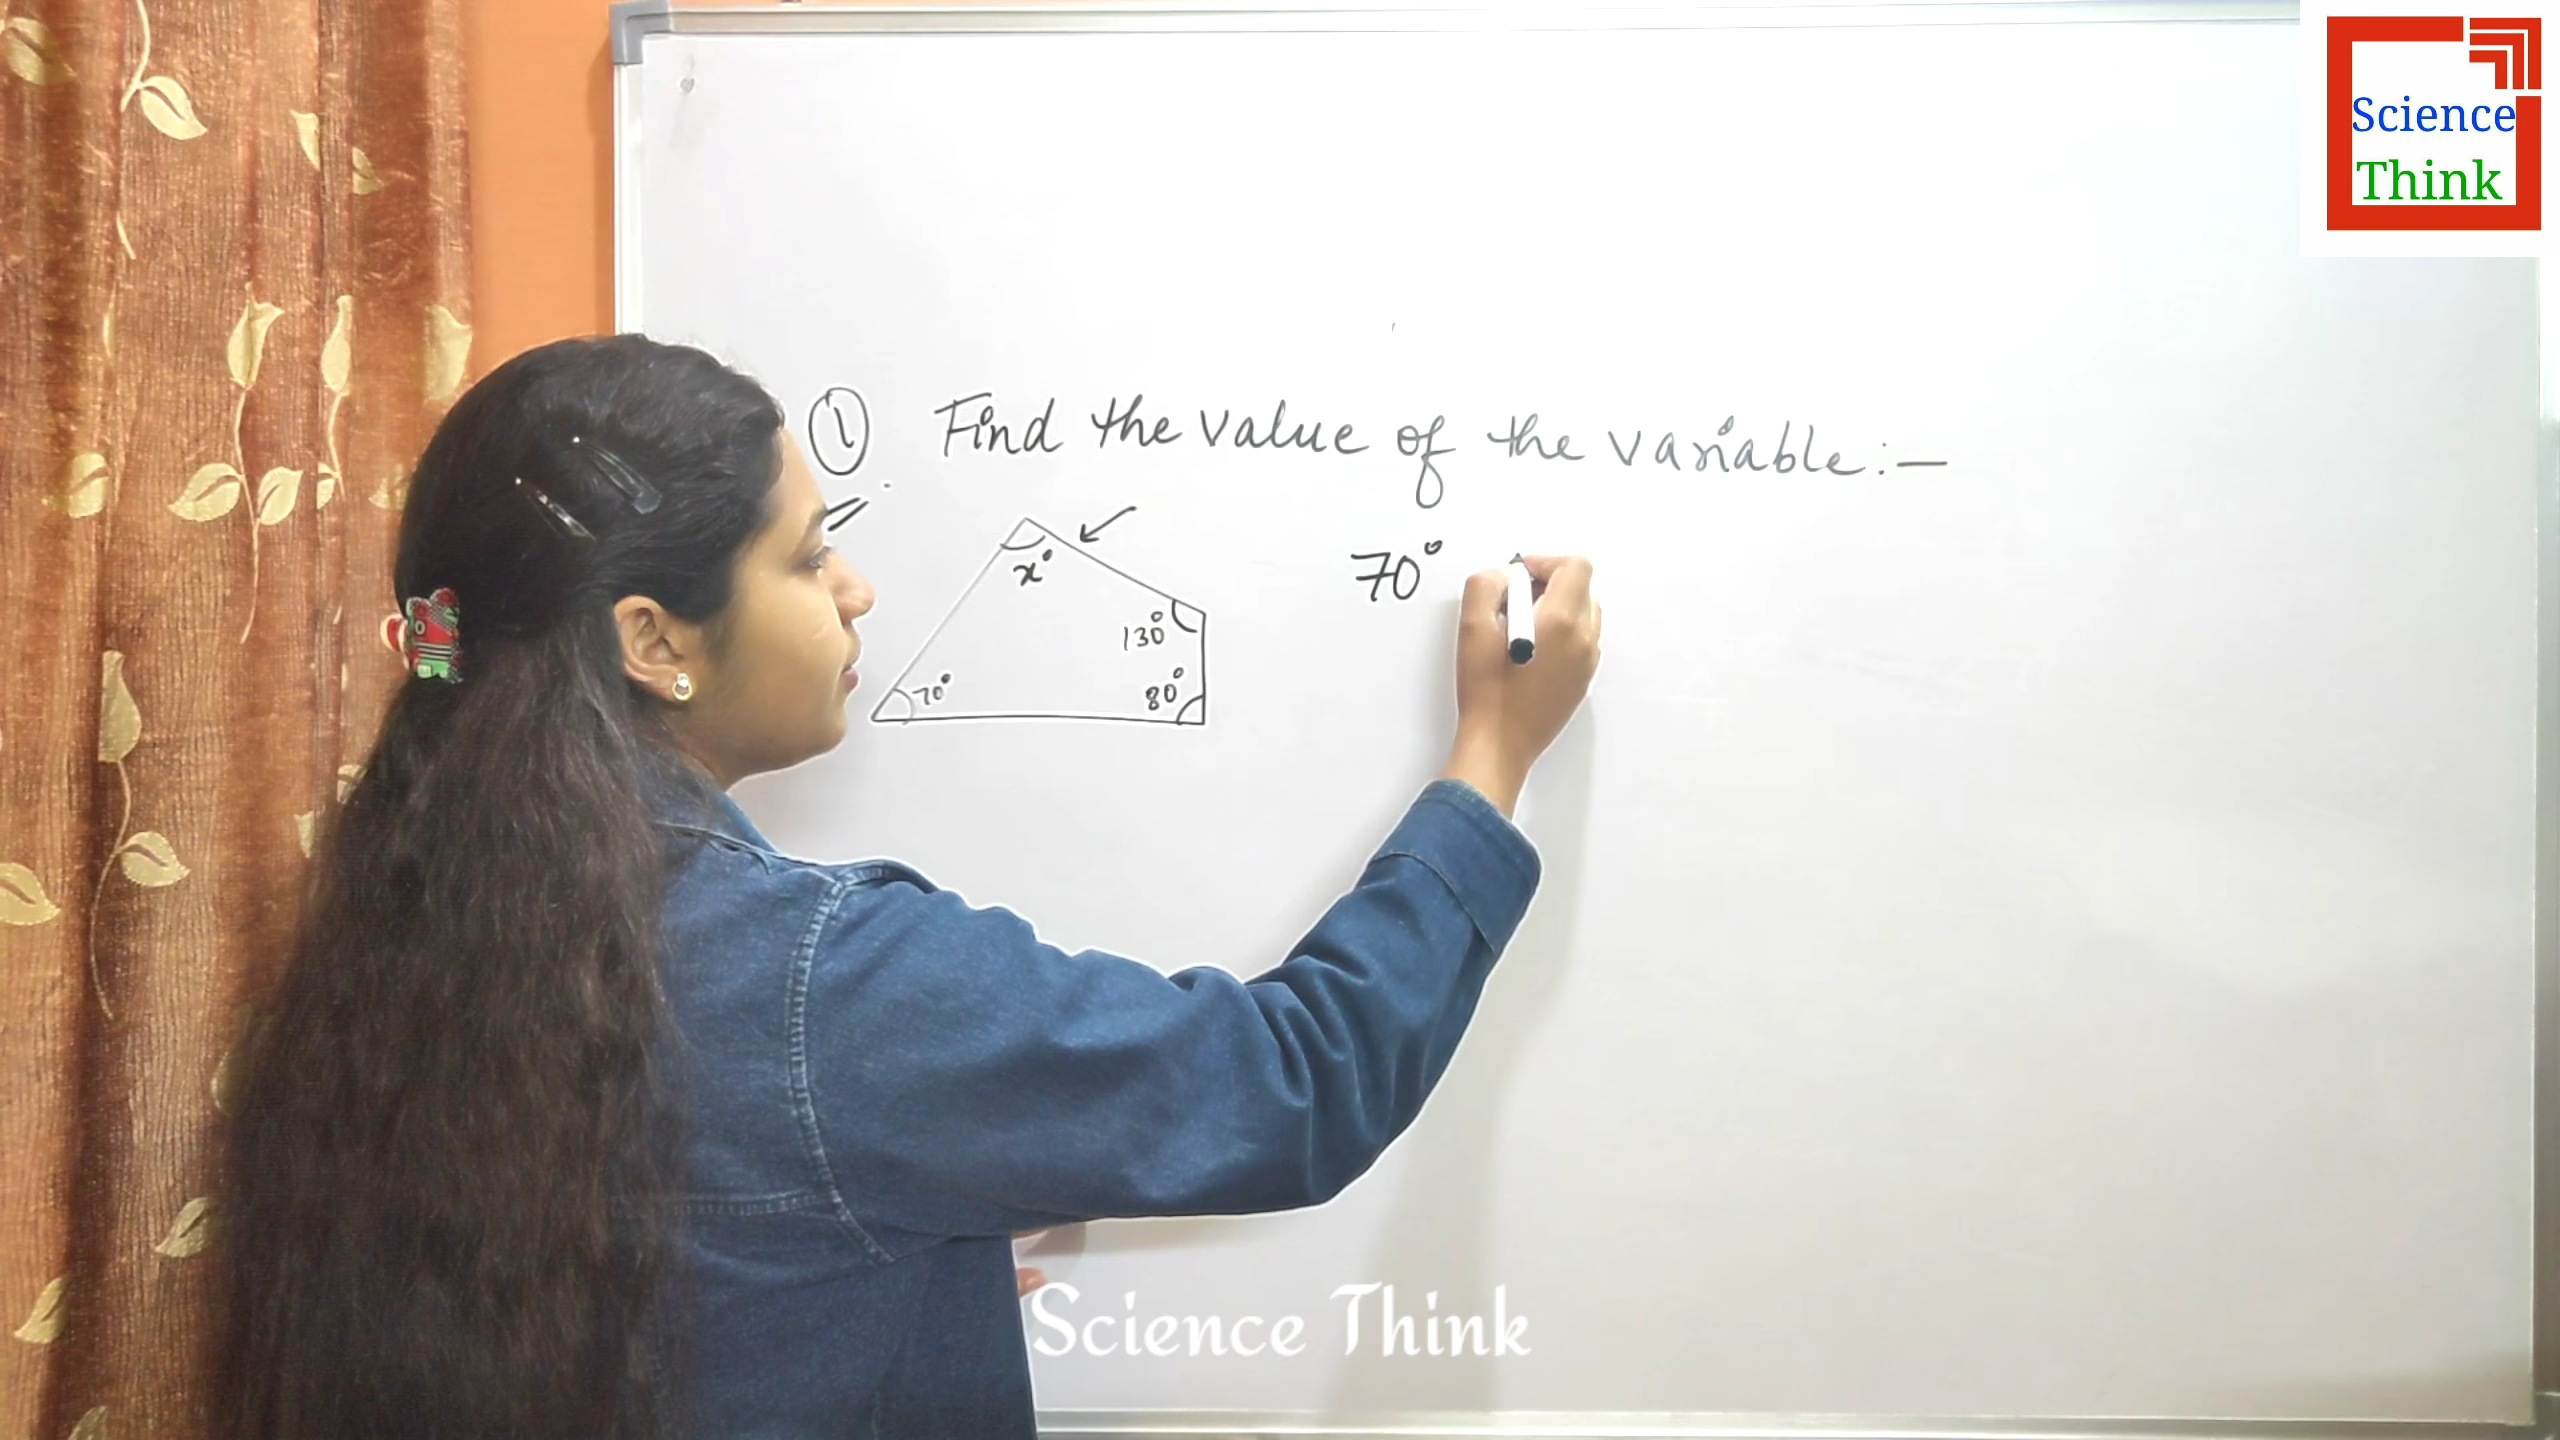 Science
Think
① Find the value of the variable:—
x°
70°
130°
70°
80°
Science Think